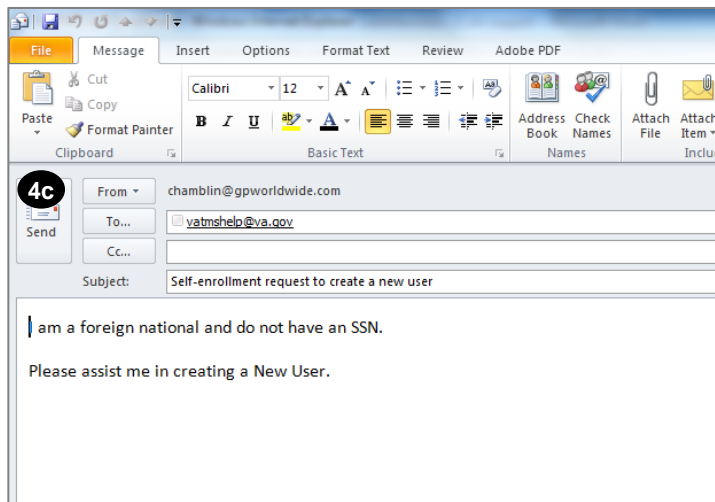 File Message Insert Options Format Text Review Adobe PDF
Cut
Copy
Paste
Format Painter
Clipboard
Calibri 12 A A
B I U ab A
Basic Text
Address Book
Check Names
Names
Attach File
Attach Item
Inclu
4c
Send
From chamblin@gpworldwide.com
To... vatmshelp@va.gov
Cc...
Subject: Self-enrollment request to create a new user
I am a foreign national and do not have an SSN.
Please assist me in creating a New User.